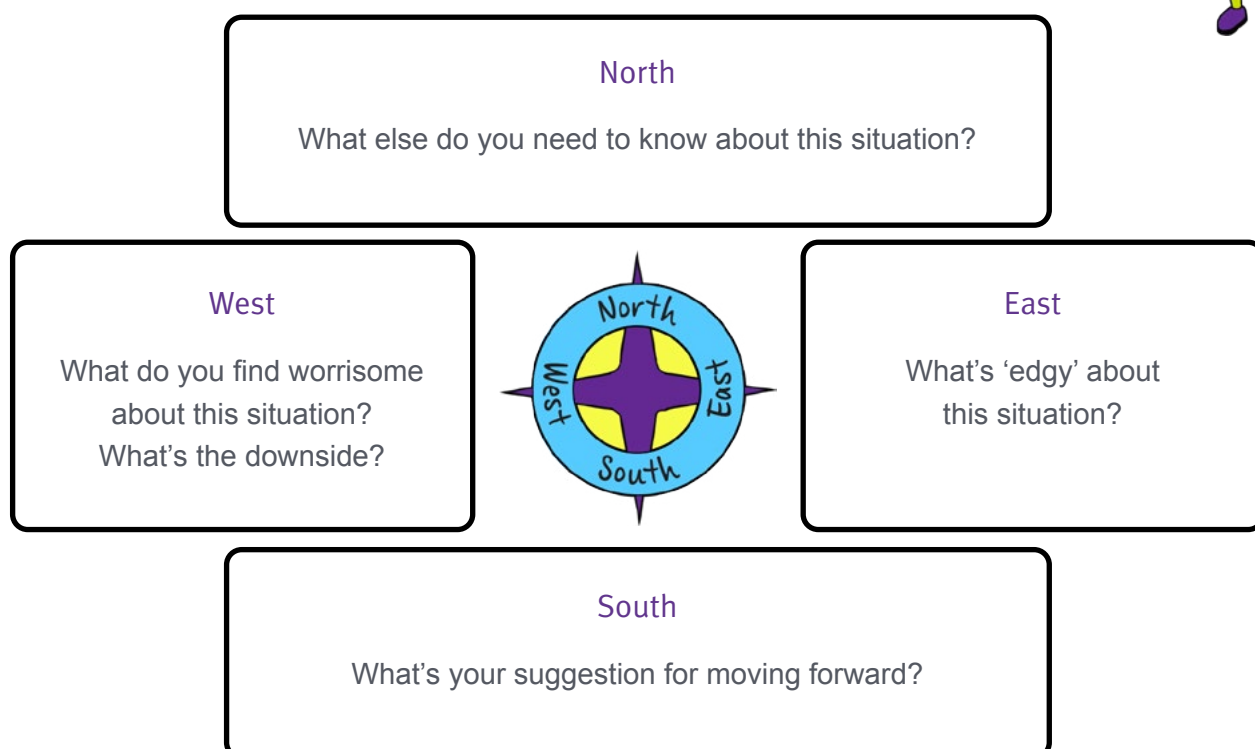 North
What else do you need to know about this situation?
West
What do you find worrisome
about this situation?
What's the downside?
North
West
East
South
East
What's ‘edgy’ about
this situation?
South
What's your suggestion for moving forward?